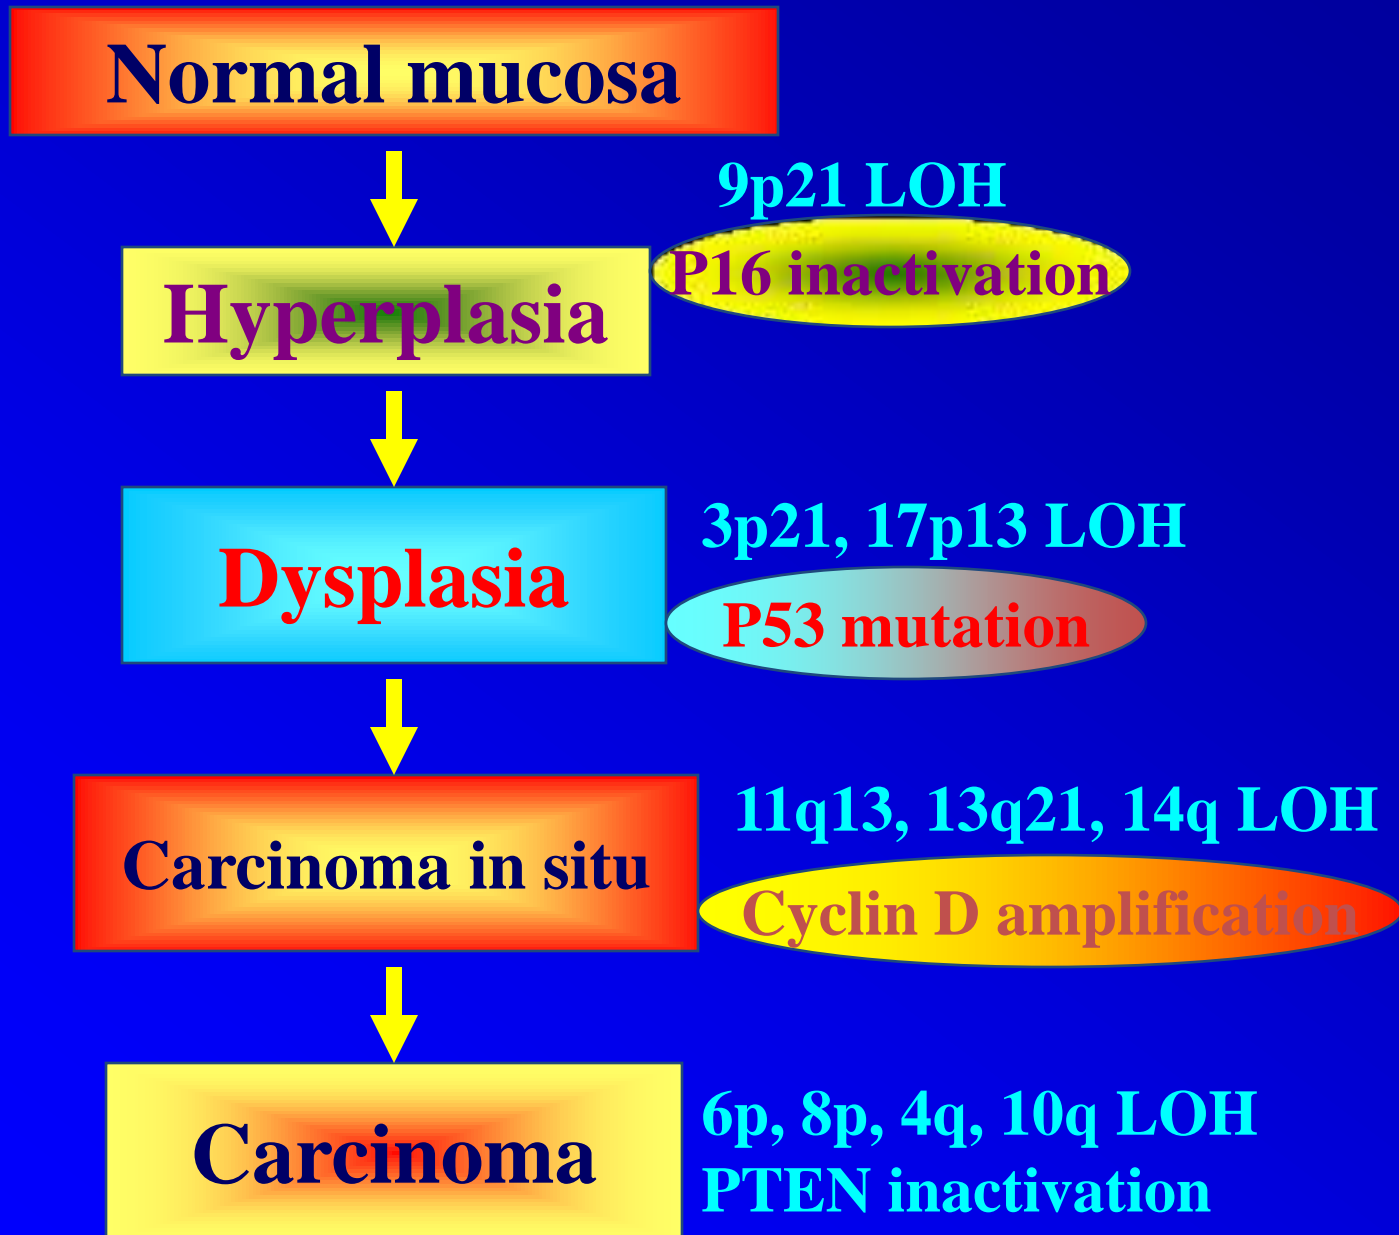 Normal mucosa
9p21 LOH
P16 inactivation
Hyperplasia
3p21, 17p13 LOH
Dysplasia
P53 mutation
11q13, 13q21, 14q LOH
Carcinoma in situ
Cyclin D amplification
6p, 8p, 4q, 10q LOH
Carcinoma
PTEN inactivation